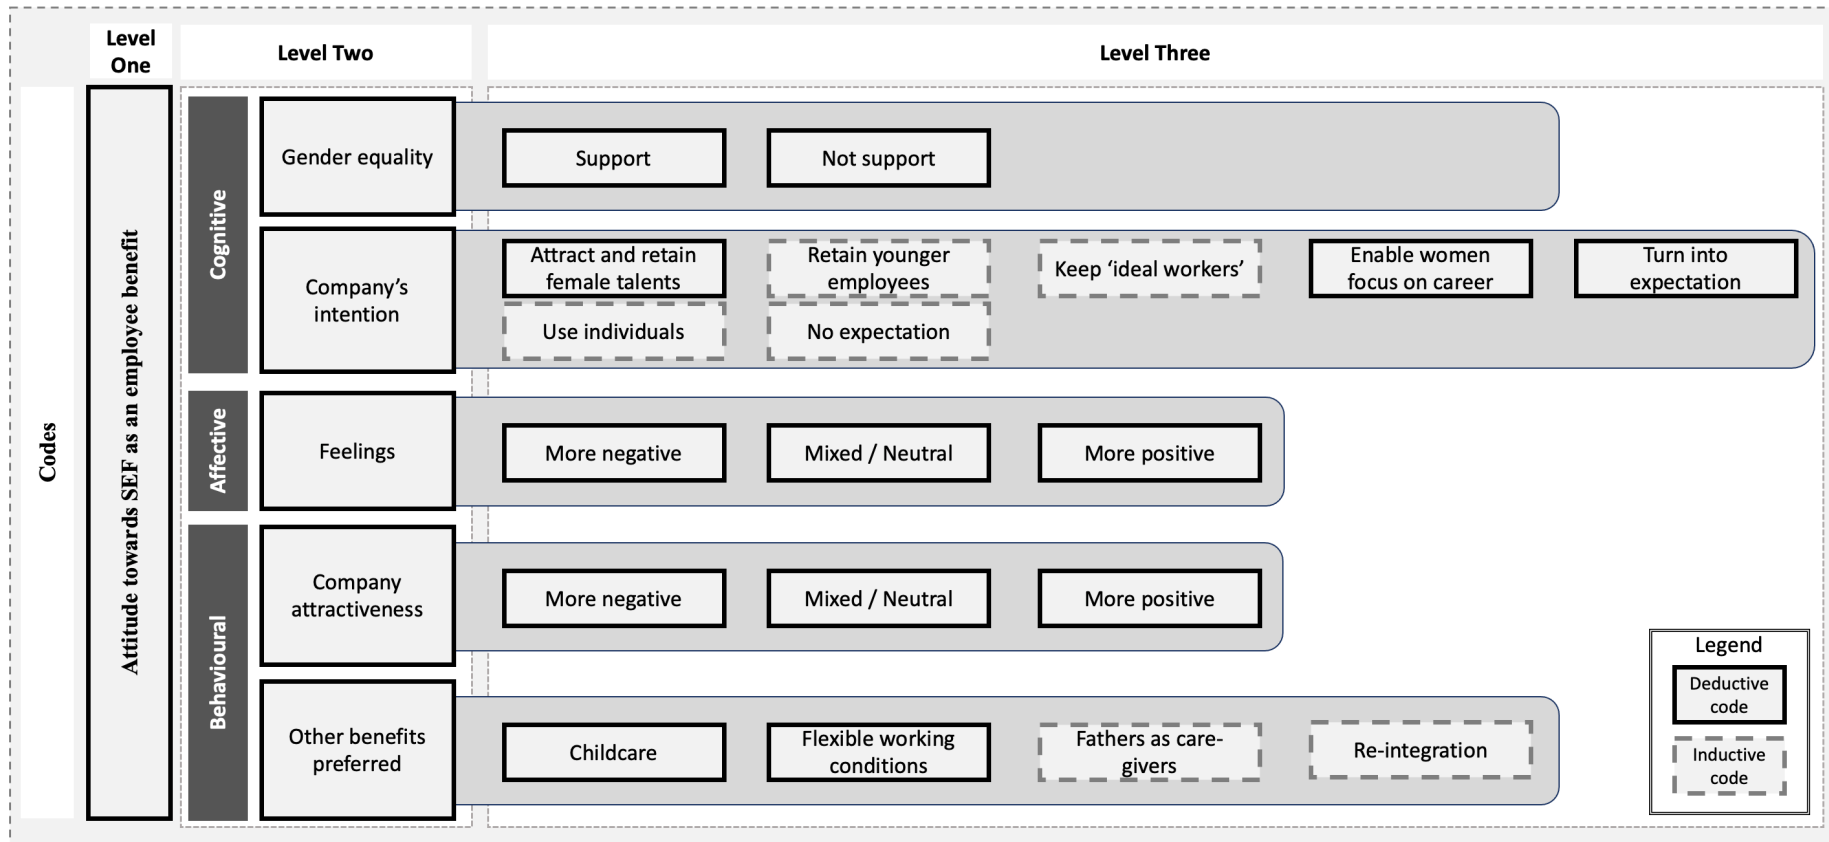 Level
One
Level Two
Level Three
Codes
Attitude towards SEF as an employee benefit
Cognitive
Gender equality
Support
Not support
Company's
intention
Attract and retain
female talents
Retain younger
employees
Keep ‘ideal workers’
Enable women
focus on career
Turn into
expectation
Use individuals
No expectation
Affective
Feelings
More negative
Mixed / Neutral
More positive
Behavioural
Company
attractiveness
More negative
Mixed / Neutral
More positive
Other benefits
preferred
Childcare
Flexible working
conditions
Fathers as care-
givers
Re-integration
Legend
Deductive
code
Inductive
code